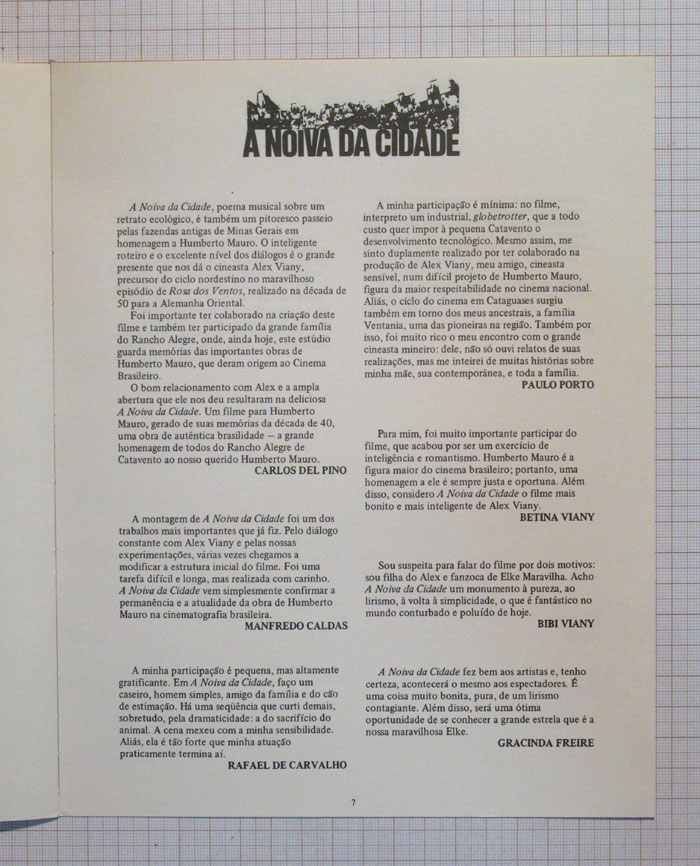 A NOIVA DA CIDADE
A Noiva da Cidade, poema musical sobre um
retrato ecológico, é também um pitoresco passeio
pelas fazendas antigas de Minas Gerais em
homenagem a Humberto Mauro. O inteligente
roteiro e o excelente nível dos diálogos é o grande
presente que nos dá o cineasta Alex Viany,
precursor do ciclo nordestino no maravilhoso
episódio de Rosa dos Ventos, realizado na década de
50 para a Alemanha Oriental.
Foi importante ter colaborado na criação deste
filme e também ter participado da grande família
do Rancho Alegre, onde, ainda hoje, este estúdio
guarda memórias das importantes obras de
Humberto Mauro, que deram origem ao Cinema
Brasileiro.
O bom relacionamento com Alex e a ampla
abertura que ele nos deu resultaram na deliciosa
A Noiva da Cidade. Um filme para Humberto
Mauro, gerado de suas memórias da década de 40,
uma obra de autêntica brasilidade — a grande
homenagem de todos do Rancho Alegre de
Catavento ao nosso querido Humberto Mauro.
CARLOS DEL PINO
A montagem de A Noiva da Cidade foi um dos
trabalhos mais importantes que já fiz. Pelo diálogo
constante com Alex Viany e pelas nossas
experimentações, várias vezes chegamos a
modificar a estrutura inicial do filme. Foi uma
tarefa difícil e longa, mas realizada com carinho.
A Noiva da Cidade vem simplesmente confirmar a
permanência e a atualidade da obra de Humberto
Mauro na cinematografia brasileira.
MANFREDO CALDAS
A minha participação é pequena, mas altamente
gratificante. Em A Noiva da Cidade, faço um
caseiro, homem simples, amigo da família e do cão
de estimação. Há uma seqüência que curti demais,
sobretudo, pela dramaticidade: a do sacrifício do
animal. A cena mexeu com a minha sensibilidade.
Aliás, ela é tão forte que minha atuação
praticamente termina aí.
RAFAEL DE CARVALHO
A minha participação é mínima: no filme,
interpreto um industrial, globetrotter, que a todo
custo quer impor à pequena Catavento o
desenvolvimento tecnológico. Mesmo assim, me
sinto duplamente realizado por ter colaborado na
produção de Alex Viany, meu amigo, cineasta
sensível, num difícil projeto de Humberto Mauro,
figura da maior respeitabilidade no cinema nacional.
Aliás, o ciclo do cinema em Cataguases surgiu
também em torno dos meus ancestrais, a família
Ventania, uma das pioneiras na região. Também por
isso, foi muito rico o meu encontro com o grande
cineasta mineiro: dele, não só ouvi relatos de suas
realizações, mas me inteirei de muitas histórias sobre
minha mãe, sua contemporânea, e toda a família.
PAULO PORTO
Para mim, foi muito importante participar do
filme, que acabou por ser um exercício de
inteligência e romantismo. Humberto Mauro é a
figura maior do cinema brasileiro; portanto, uma
homenagem a ele é sempre justa e oportuna. Além
disso, considero A Noiva da Cidade o filme mais
bonito e mais inteligente de Alex Viany.
BETINA VIANY
Sou suspeita para falar do filme por dois motivos:
sou filha do Alex e fanzoca de Elke Maravilha. Acho
A Noiva da Cidade um monumento à pureza, ao
lirismo, à volta à simplicidade, o que é fantástico no
mundo conturbado e poluído de hoje.
BIBI VIANY
A Noiva da Cidade fez bem aos artistas e, tenho
certeza, acontecerá o mesmo aos espectadores. É
uma coisa muito bonita, pura, de um lirismo
contagiante. Além disso, será uma ótima
oportunidade de se conhecer a grande estrela que é a
nossa maravilhosa Elke.
GRACINDA FREIRE
7